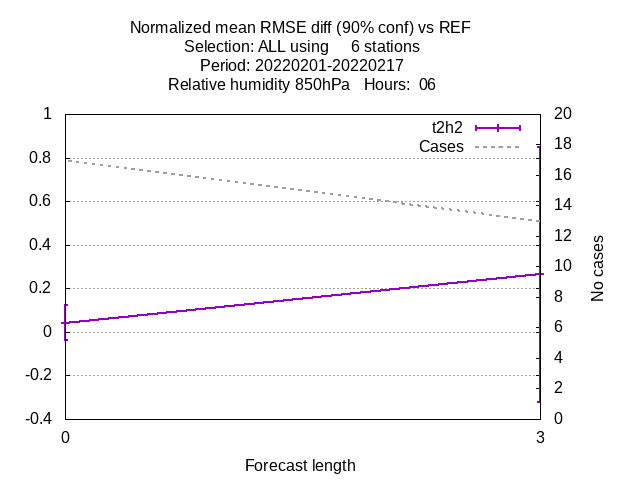 Normalized mean RMSE diff (90% conf) vs REF
Selection: ALL using     6 stations
Period: 20220201-20220217
Relative humidity 850hPa   Hours:  06
1
0.8
0.6
0.4
0.2
0
-0.2
-0.4
t2h2
Cases
20
18
16
14
12
10
8
6
4
2
0
No cases
0
3
Forecast length